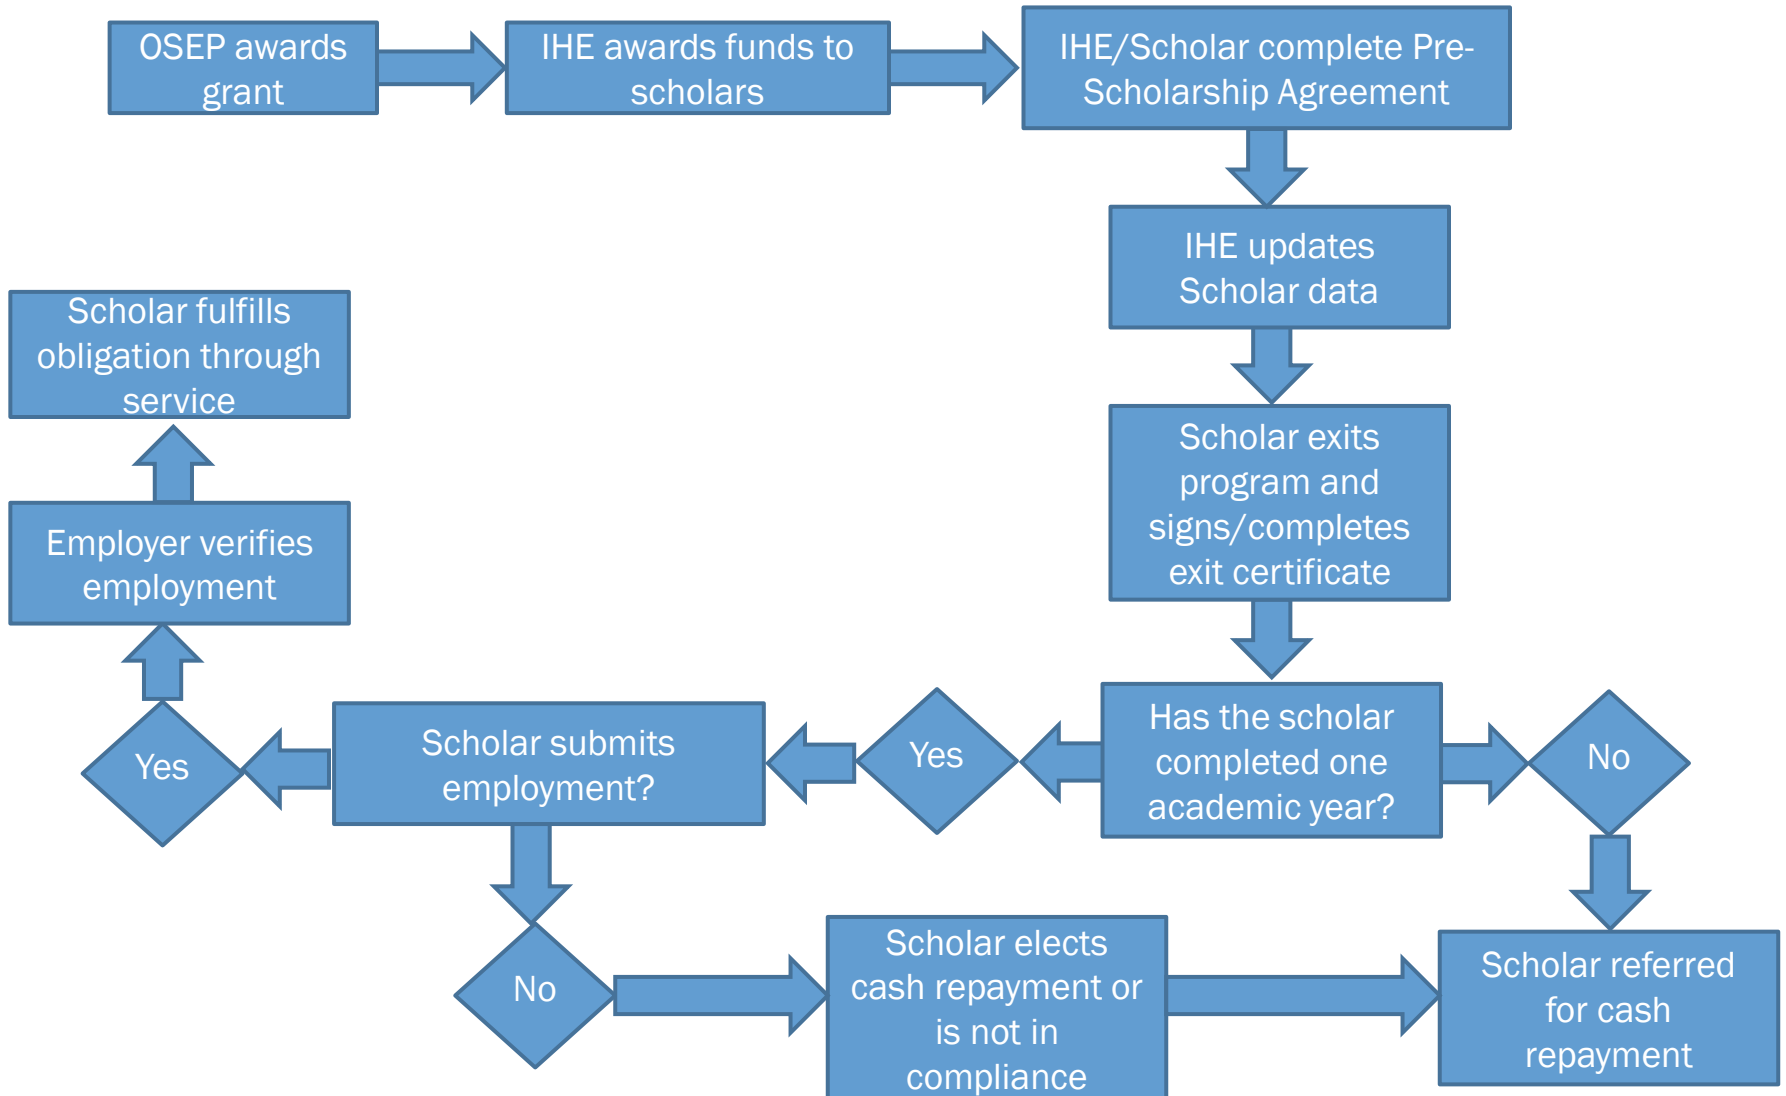 OSEP awards
grant
IHE awards funds to
scholars
IHE/Scholar complete Pre-
Scholarship Agreement
IHE updates
Scholar data
Scholar exits
program and
signs/completes
exit certificate
Has the scholar
completed one
academic year?
No
Yes
Scholar submits
employment?
Yes
Employer verifies
employment
Scholar fulfills
obligation through
service
No
Scholar elects
cash repayment or
is not in
compliance
Scholar referred
for cash
repayment